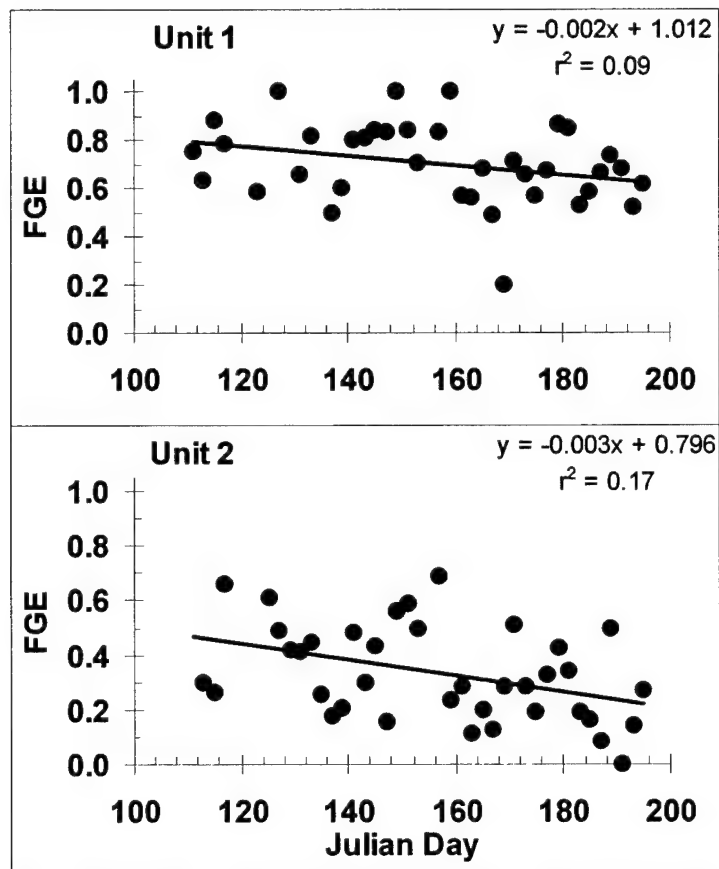 Unit 1
y = -0.002x + 1.012
r² = 0.09
1.0
0.8
0.6
0.4
0.2
0.0
FGE
100 120 140 160 180 200
Unit 2
y = -0.003x + 0.796
r² = 0.17
1.0
0.8
0.6
0.4
0.2
0.0
FGE
100 120 140 160 180 200
Julian Day